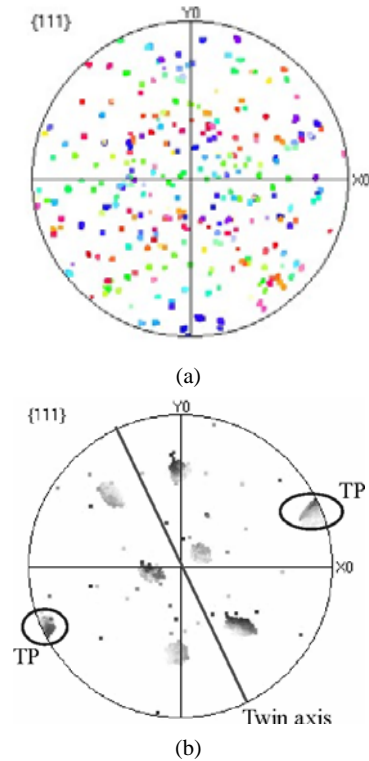 {111}
Y0
X0
(a)
{111}
Y0
TP
X0
TP
Twin axis
(b)